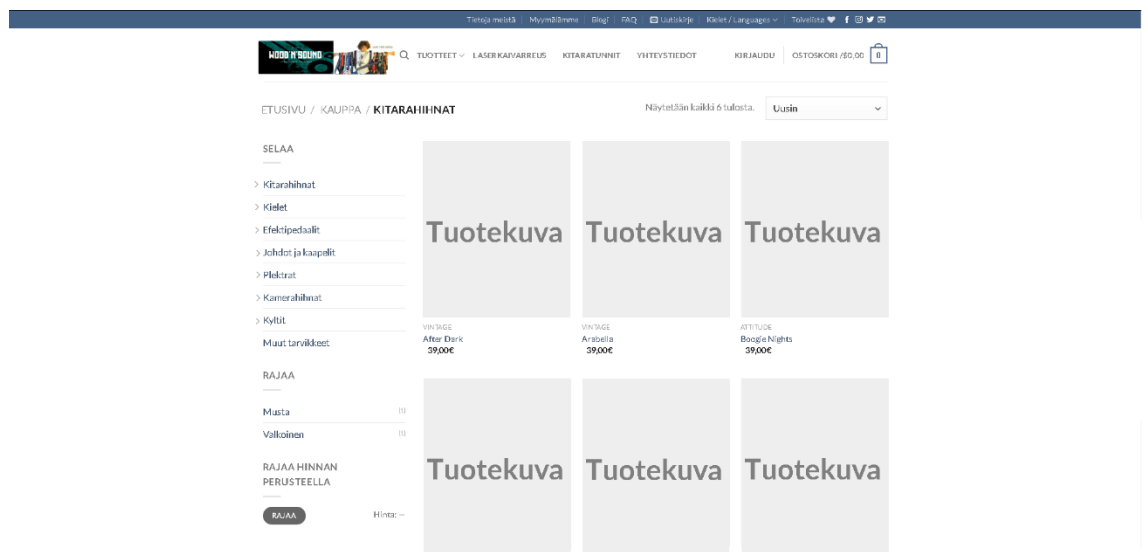 Tietoja meistä Myymälämme Blogi FAQ Uutiskirje Kielet / Languages Toivelista
WOOD N'SOUND
TUOTTEET LASERKAIVARREUS KITARATUNNIT YHTEYSTIEDOT KIRJAUDU OSTOSKORI /$0,00 0
ETUSIVU / KAUPPA / KITARAHIHNAT Näytetään kaikki 6 tulosta. Uusin
SELAA
Kitarahihnat
Kielet
Efektipedaalit
Johdot ja kaapelit
Plektrat
Kamerahihnat
Kyltit
Muut tarvikkeet
RAJAA
Musta (1)
Valkoinen (1)
RAJAA HINNAN
PERUSTEELLA
RAJAA Hinta: —
Tuotekuva Tuotekuva Tuotekuva
VINTAGE VINTAGE ATTITUDE
After Dark Arabella Boogie Nights
39,00€ 39,00€ 39,00€
Tuotekuva Tuotekuva Tuotekuva